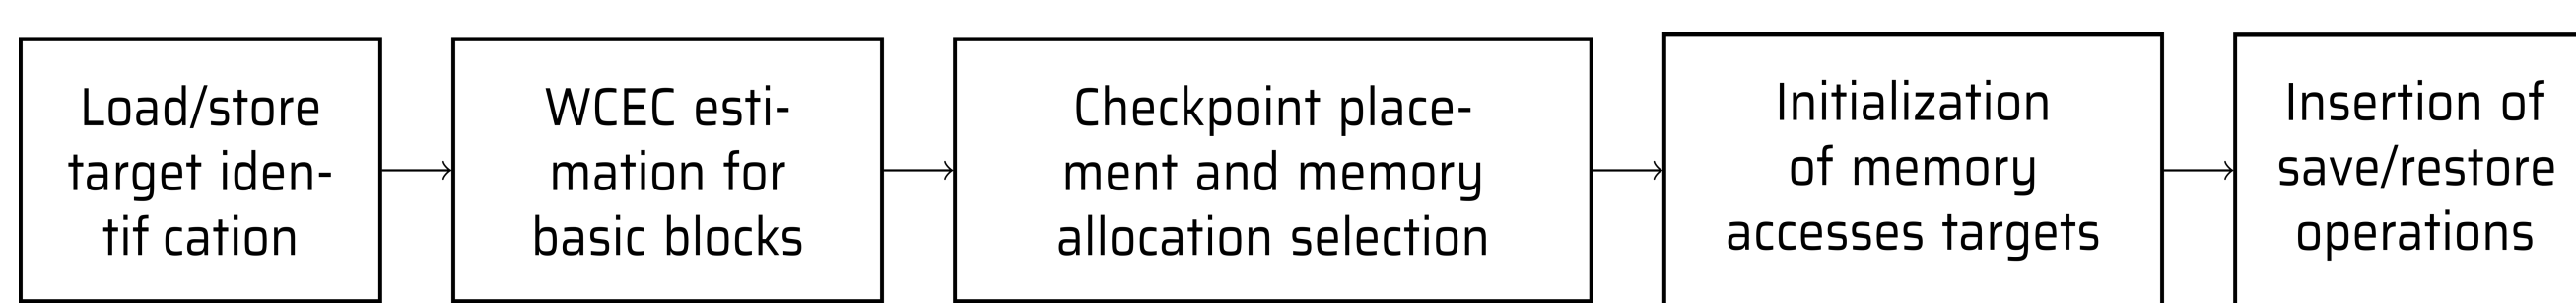 Load/store
target iden-
tif cation
WCEC esti-
mation for
basic blocks
Checkpoint place-
ment and memory
allocation selection
Initialization
of memory
accesses targets
Insertion of
save/restore
operations